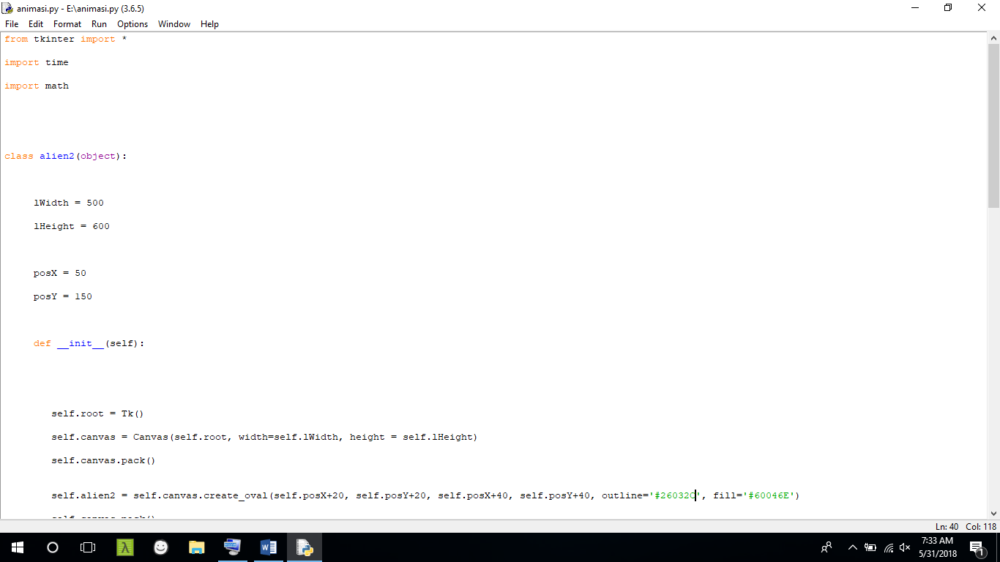 animasi.py - E:\animasi.py (3.6.5)
File Edit Format Run Options Window Help
from tkinter import *
import time
import math
class alien2(object):
lWidth = 500
lHeight = 600
posX = 50
posY = 150
def __init__(self):
self.root = Tk()
self.canvas = Canvas(self.root, width=self.lWidth, height = self.lHeight)
self.canvas.pack()
self.alien2 = self.canvas.create_oval(self.posX+20, self.posY+20, self.posX+40, self.posY+40, outline='#26032C', fill='#60046E')
Ln: 40 Col: 118
7:33 AM
5/31/2018
1